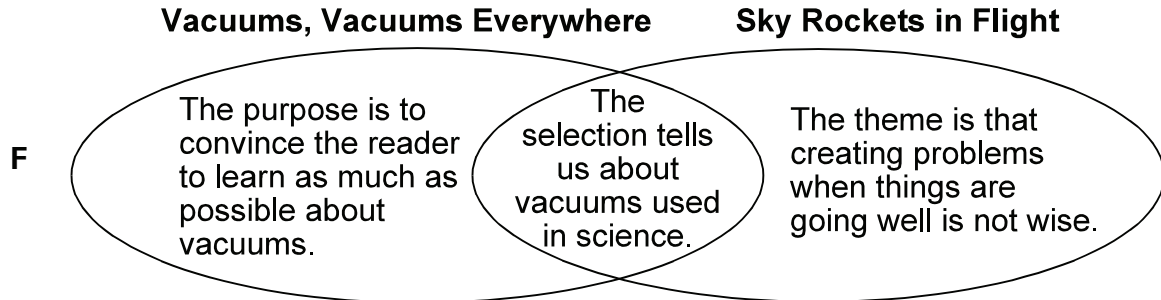 Vacuums, Vacuums Everywhere
Sky Rockets in Flight
F
The purpose is to
convince the reader
to learn as much as
possible about
vacuums.
The
selection tells
us about
vacuums used
in science.
The theme is that
creating problems
when things are
going well is not wise.